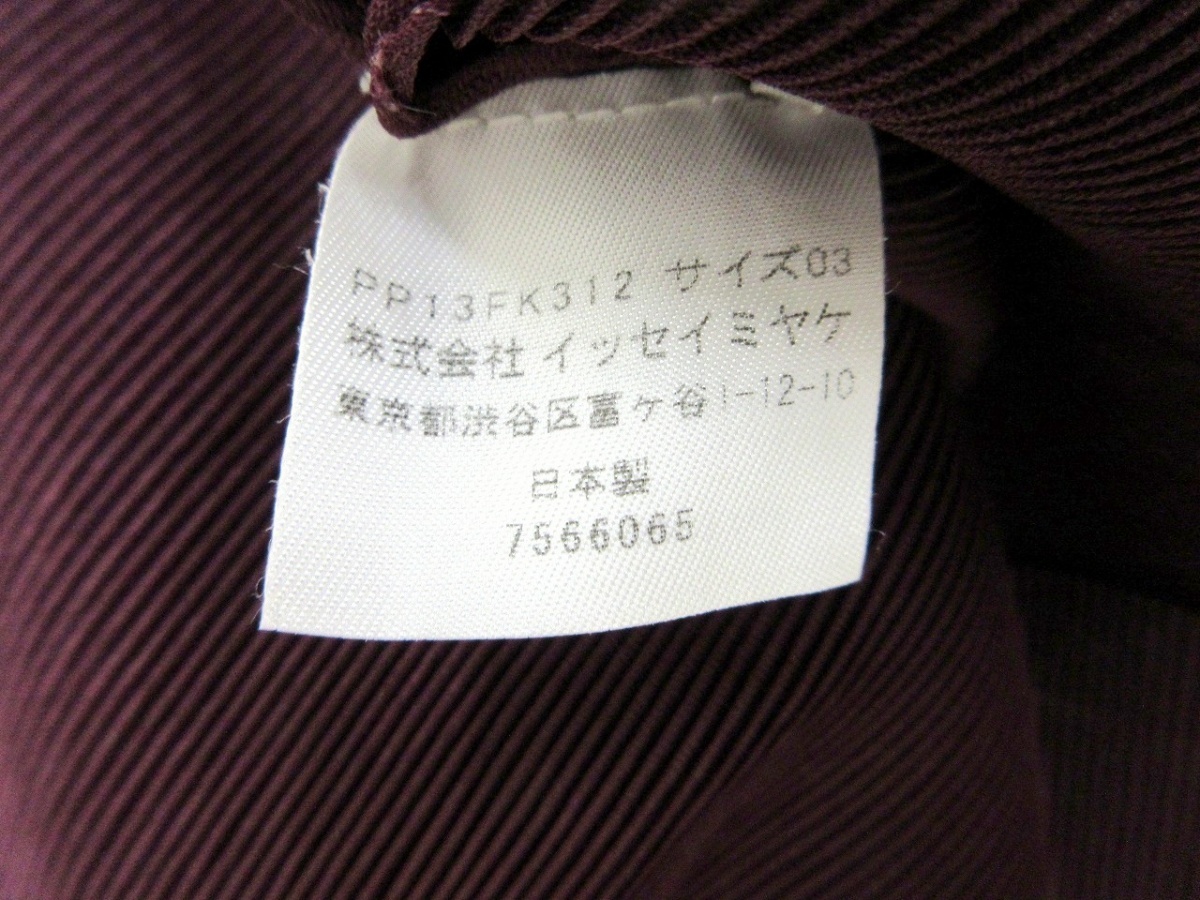 PP13FK312 サイズ03
株式会社 イッセイミヤケ
東京都渋谷区富ケ谷1-12-10
日本製
7566065